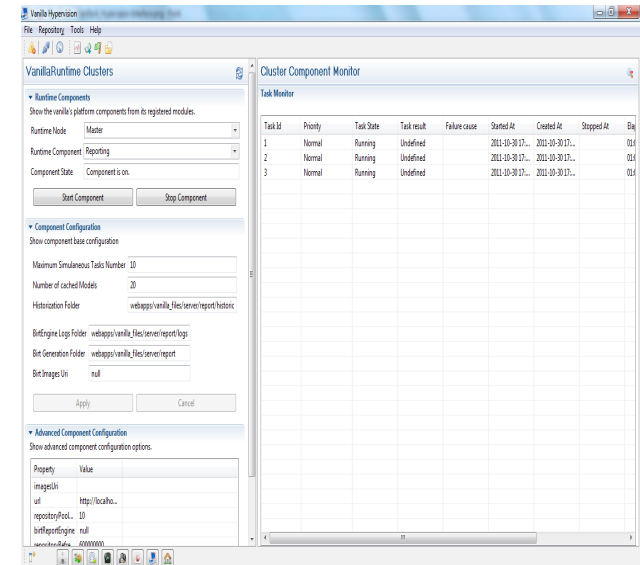 Vanilla Hypervision
File Repository Tools Help
VanillaRuntime Clusters
Runtime Components
Show the vanilla's platform components from its registered modules.
Runtime Node Master
Runtime Component Reporting
Component State Component is on.
Start Component Stop Component
Component Configuration
Show component base configuration
Maximum Simulaneous Tasks Number 10
Number of cached Models 20
Historization Folder webapps/vanilla_files/server/report/historic
BirtEngine Logs Folder webapps/vanilla_files/server/report/logs
Birt Generation Folder webapps/vanilla_files/server/report
Birt Images Uri null
Apply Cancel
Advanced Component Configuration
Show advanced component configuration options.
Property Value
imagesUri
url http://localho...
repositoryPool... 10
birtReportEngine null
600000000
Cluster Component Monitor
Task Monitor
Task Id Priority Task State Task result Failure cause Started At Created At Stopped At Elap
1 Normal Running Undefined 2011-10-30 17:... 2011-10-30 17:... 01:
2 Normal Running Undefined 2011-10-30 17:... 2011-10-30 17:... 01:
3 Normal Running Undefined 2011-10-30 17:... 2011-10-30 17:... 01: